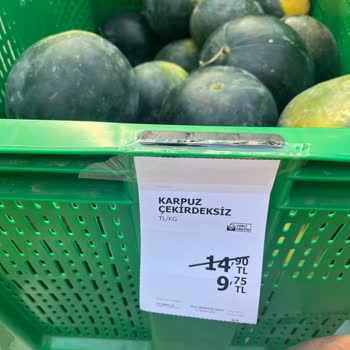 KARPUZ
ÇEKİRDEKSİZ
TL/KG
14,90
TL
9,75
TL